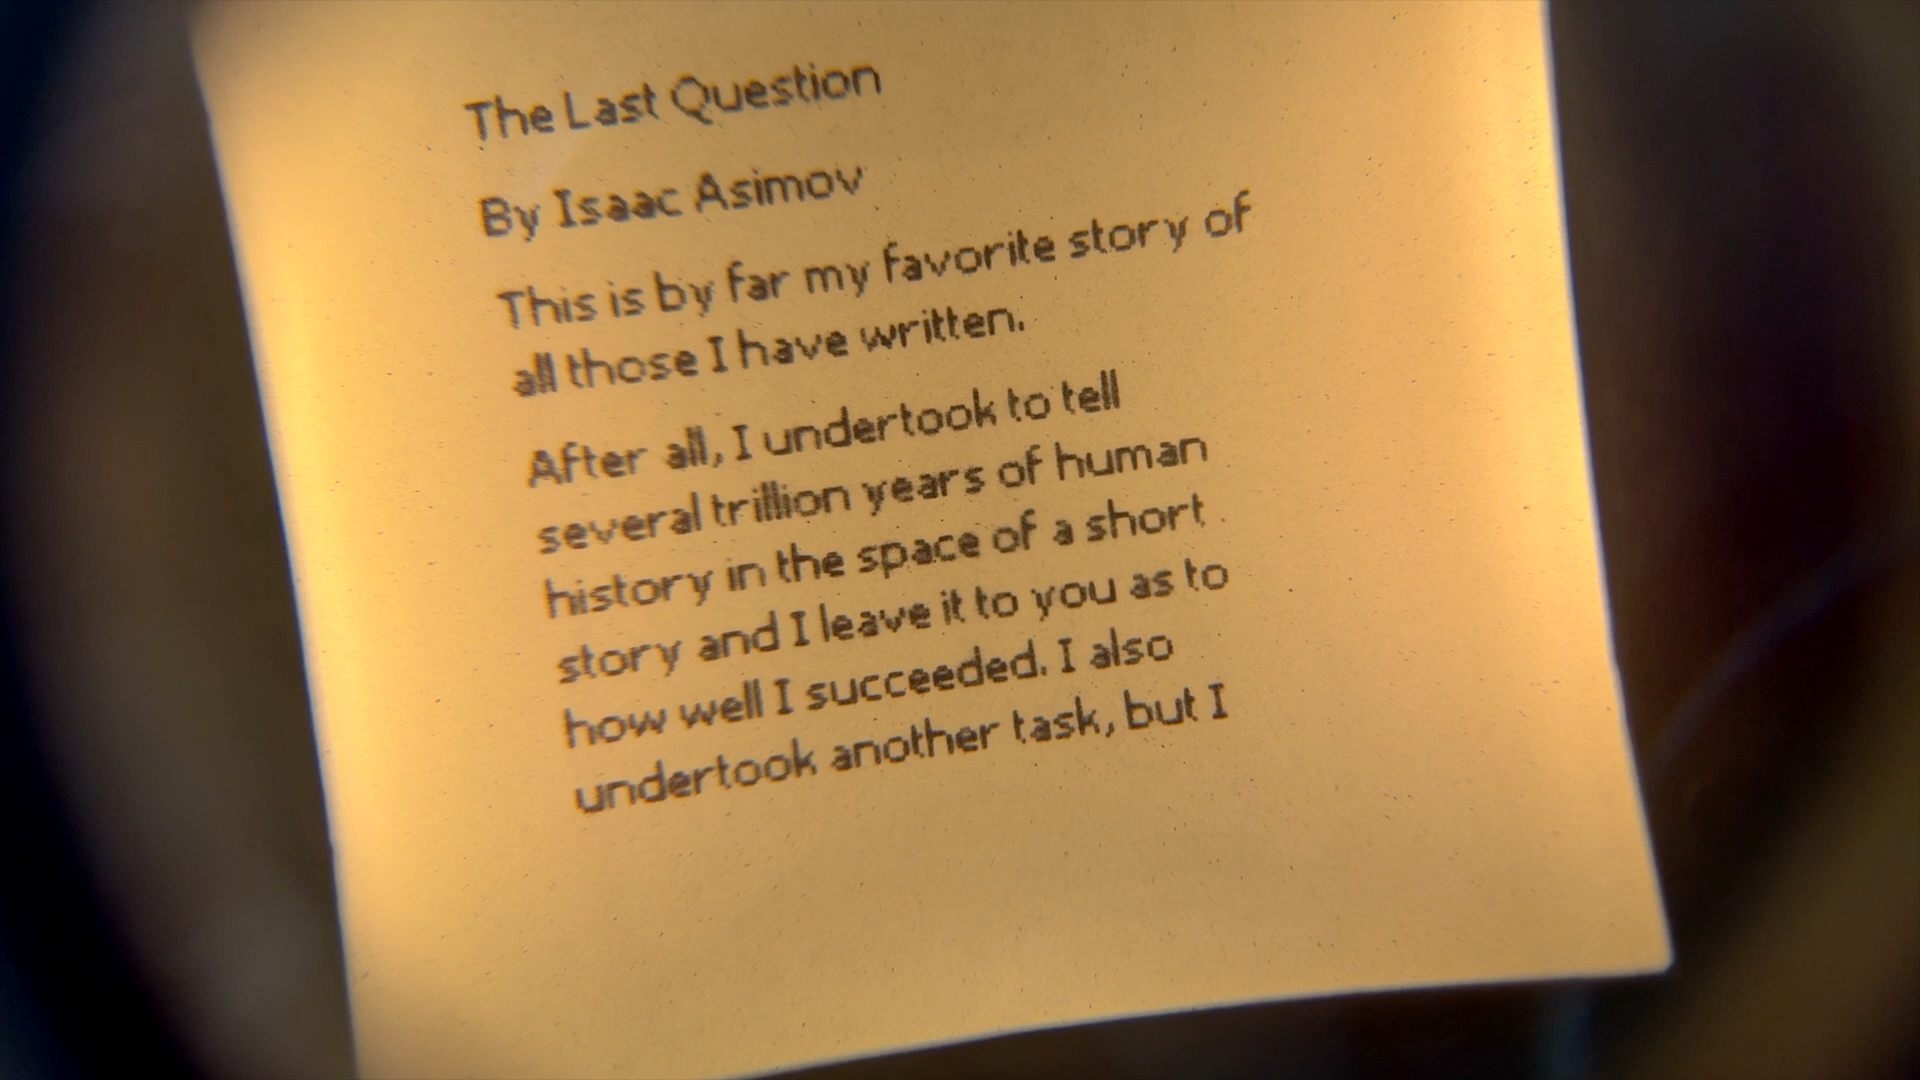 The Last Question
By Isaac Asimov
This is by far my favorite story of
all those I have written.
After all, I undertook to tell
several trillion years of human
history in the space of a short
story and I leave it to you as to
how well I succeeded. I also
undertook another task, but I